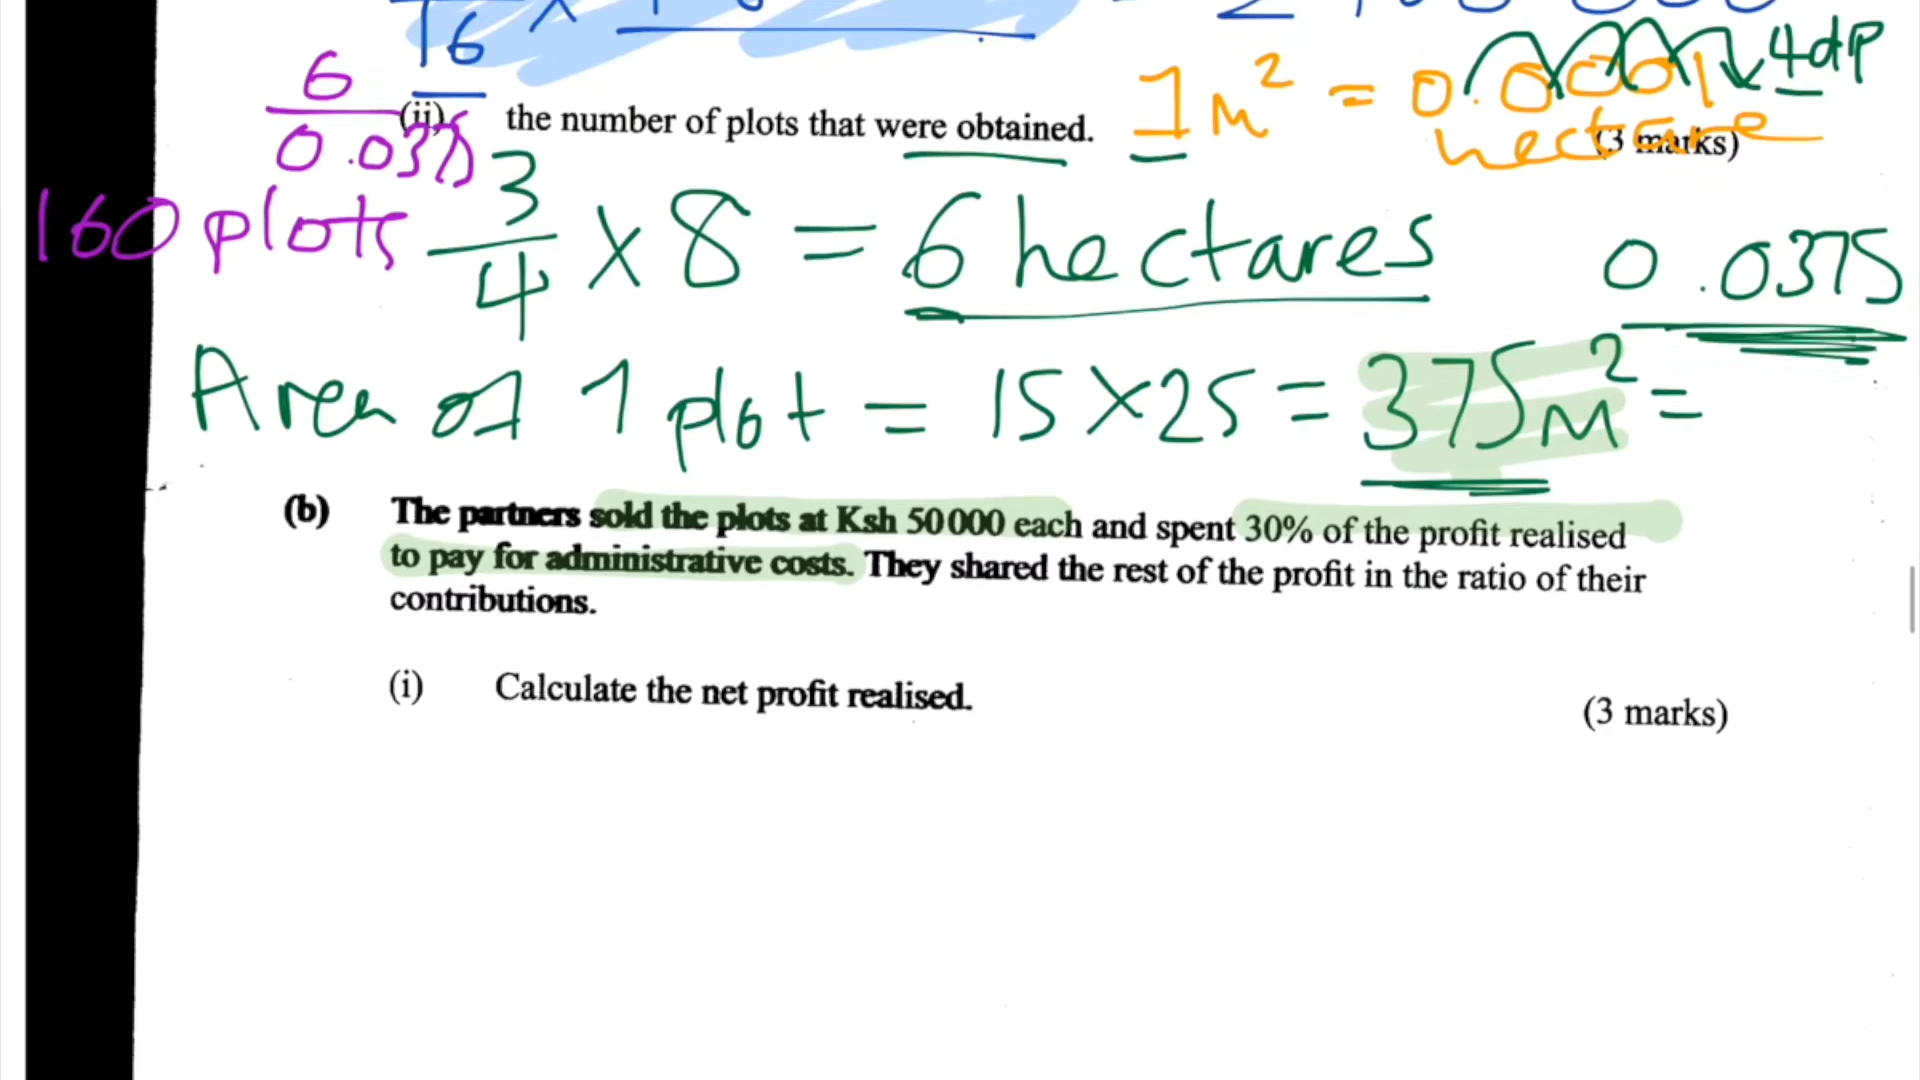 16 ×
6
0.0375
(ii) the number of plots that were obtained.
1M² = 0.0001 hectare
4dp
(3 marks)
160 plots
3/4 × 8 = 6 hectares
0.0375
Area of 1 plot = 15 × 25 = 375M² =
(b) The partners sold the plots at Ksh 50 000 each and spent 30% of the profit realised
to pay for administrative costs. They shared the rest of the profit in the ratio of their
contributions.
(i) Calculate the net profit realised.
(3 marks)